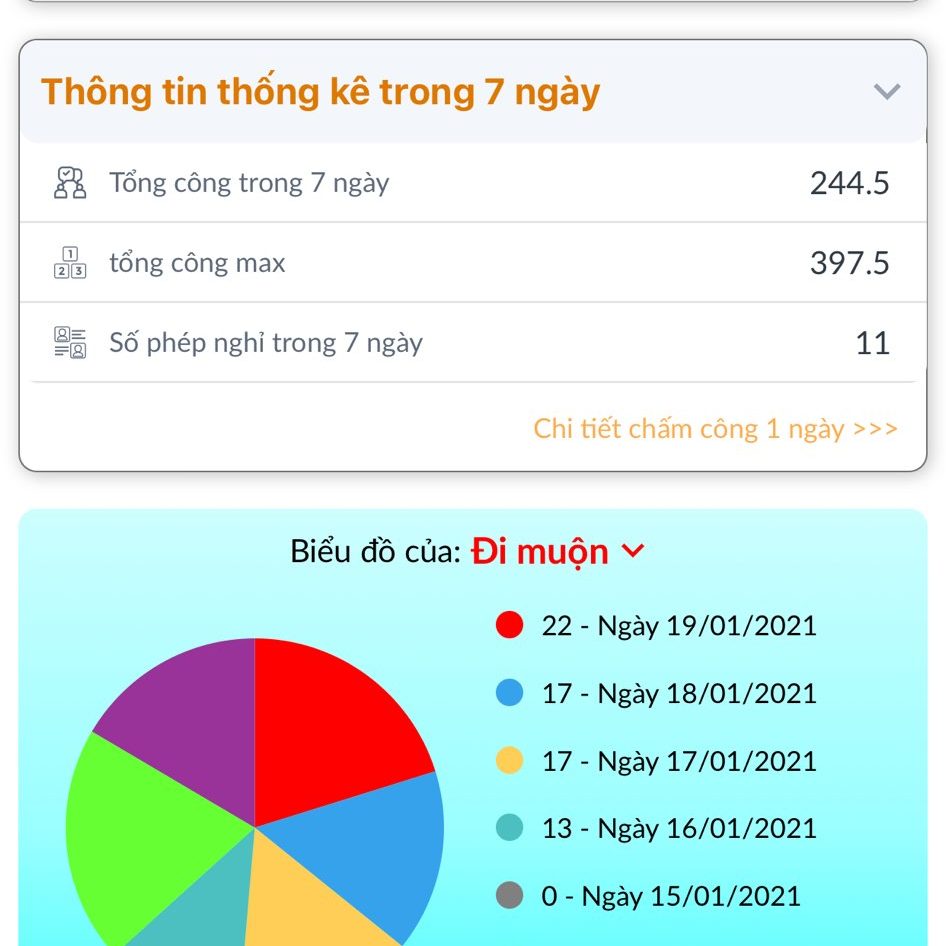 Thông tin thống kê trong 7 ngày
Tổng công trong 7 ngày 244.5
1
2 3
tổng công max 397.5
Số phép nghỉ trong 7 ngày 11
Chi tiết chấm công 1 ngày >>>
Biểu đồ của: Đi muộn
22 - Ngày 19/01/2021
17 - Ngày 18/01/2021
17 - Ngày 17/01/2021
13 - Ngày 16/01/2021
0 - Ngày 15/01/2021